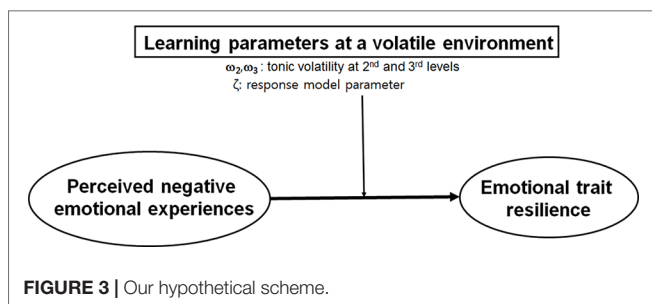 Learning parameters at a volatile environment
ω₂,ω₃ : tonic volatility at 2nd and 3rd levels
ζ: response model parameter
Perceived negative
emotional experiences
Emotional trait
resilience
FIGURE 3 | Our hypothetical scheme.